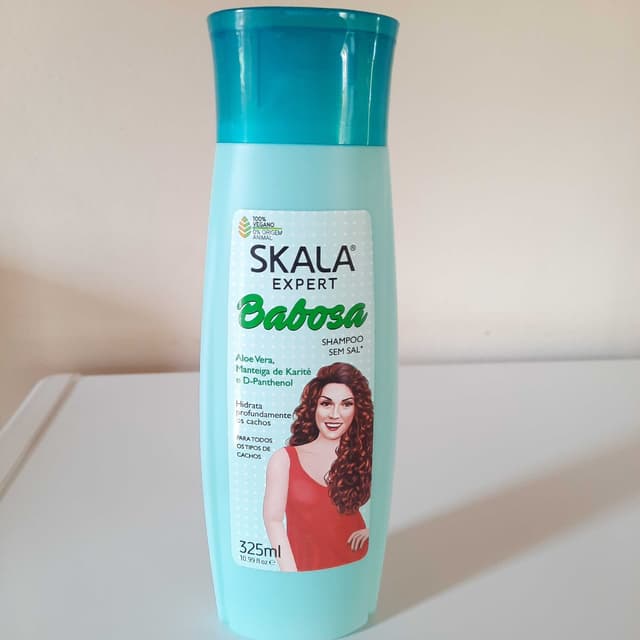 100%
VEGANO
0% ORIGEM
ANIMAL
SKALA®
EXPERT
Babosa
SHAMPOO
SEM SAL*
Aloe Vera,
Manteiga de Karité
e D-Panthenol
Hidrata
profundamente
os cachos
PARA TODOS
OS TIPOS DE
CACHOS
325ml
10.99 fl oz ℮